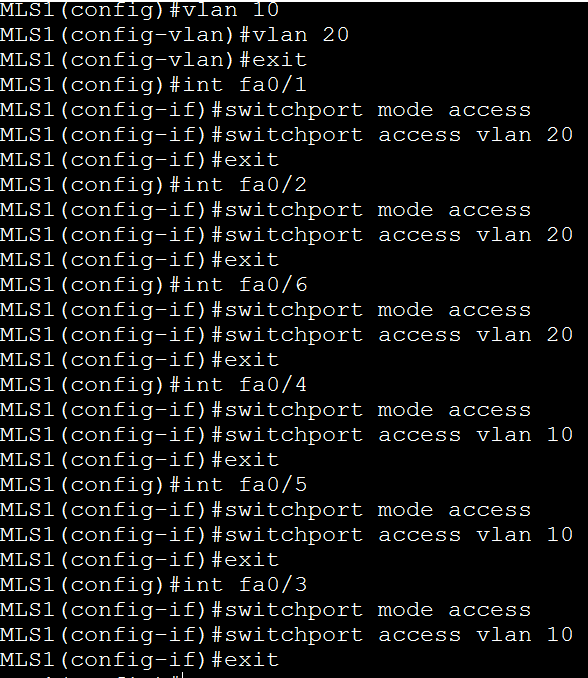 MLS1(config)#vlan 10
MLS1(config-vlan)#vlan 20
MLS1(config-vlan)#exit
MLS1(config)#int fa0/1
MLS1(config-if)#switchport mode access
MLS1(config-if)#switchport access vlan 20
MLS1(config-if)#exit
MLS1(config)#int fa0/2
MLS1(config-if)#switchport mode access
MLS1(config-if)#switchport access vlan 20
MLS1(config-if)#exit
MLS1(config)#int fa0/6
MLS1(config-if)#switchport mode access
MLS1(config-if)#switchport access vlan 20
MLS1(config-if)#exit
MLS1(config)#int fa0/4
MLS1(config-if)#switchport mode access
MLS1(config-if)#switchport access vlan 10
MLS1(config-if)#exit
MLS1(config)#int fa0/5
MLS1(config-if)#switchport mode access
MLS1(config-if)#switchport access vlan 10
MLS1(config-if)#exit
MLS1(config)#int fa0/3
MLS1(config-if)#switchport mode access
MLS1(config-if)#switchport access vlan 10
MLS1(config-if)#exit